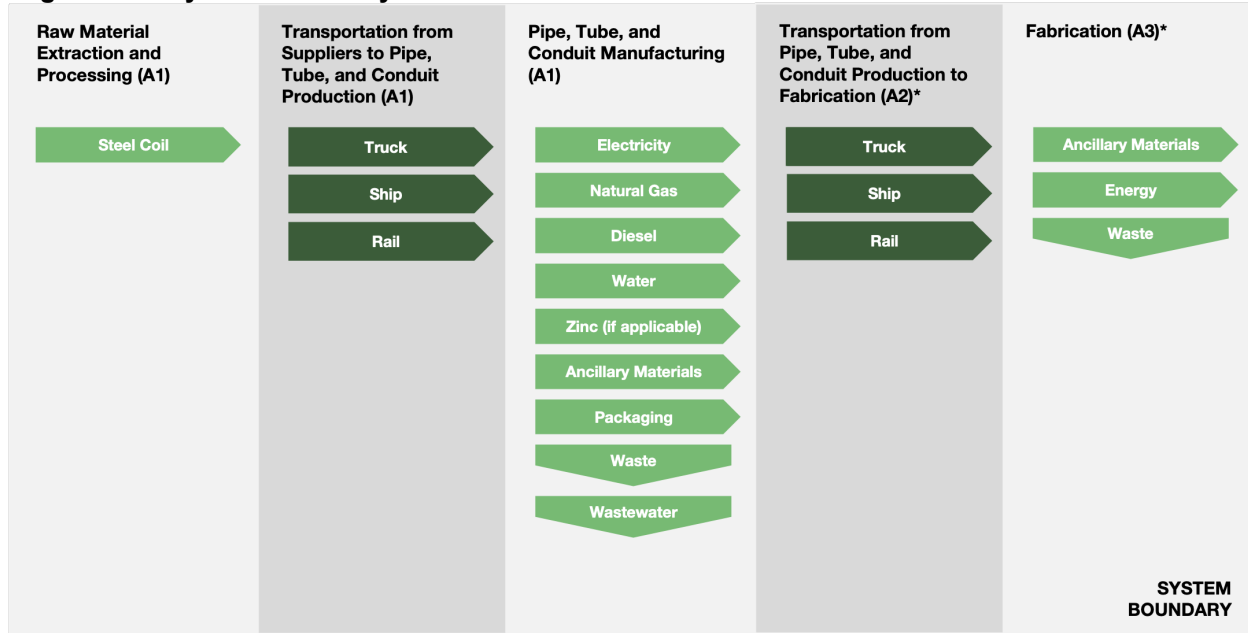 Raw Material
Extraction and
Processing (A1)
Steel Coil
Transportation from
Suppliers to Pipe,
Tube, and Conduit
Production (A1)
Truck
Ship
Rail
Pipe, Tube, and
Conduit Manufacturing
(A1)
Electricity
Natural Gas
Diesel
Water
Zinc (if applicable)
Ancillary Materials
Packaging
Waste
Wastewater
Transportation from
Pipe, Tube, and
Conduit Production to
Fabrication (A2)*
Truck
Ship
Rail
Fabrication (A3)*
Ancillary Materials
Energy
Waste
SYSTEM
BOUNDARY